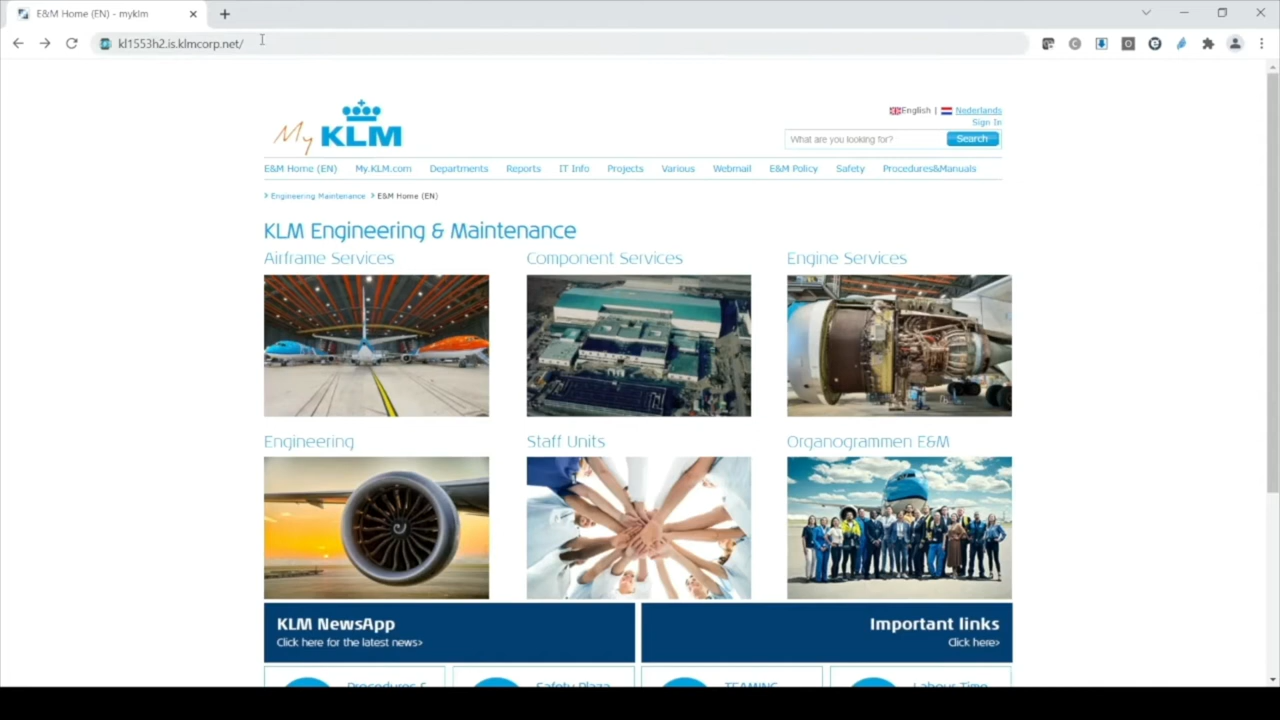 E&M Home (EN) - myklm
kl1553h2.is.klmcorp.net/
English | Nederlands
Sign In
My KLM
What are you looking for? Search
E&M Home (EN) My.KLM.com Departments Reports IT Info Projects Various Webmail E&M Policy Safety Procedures&Manuals
Engineering Maintenance > E&M Home (EN)
KLM Engineering & Maintenance
Airframe Services Component Services Engine Services
Engineering Staff Units Organogrammen E&M
KLM NewsApp Important links
Click here for the latest news> Click here>
Procedures & Safety Plaza TEAMING Labour Time